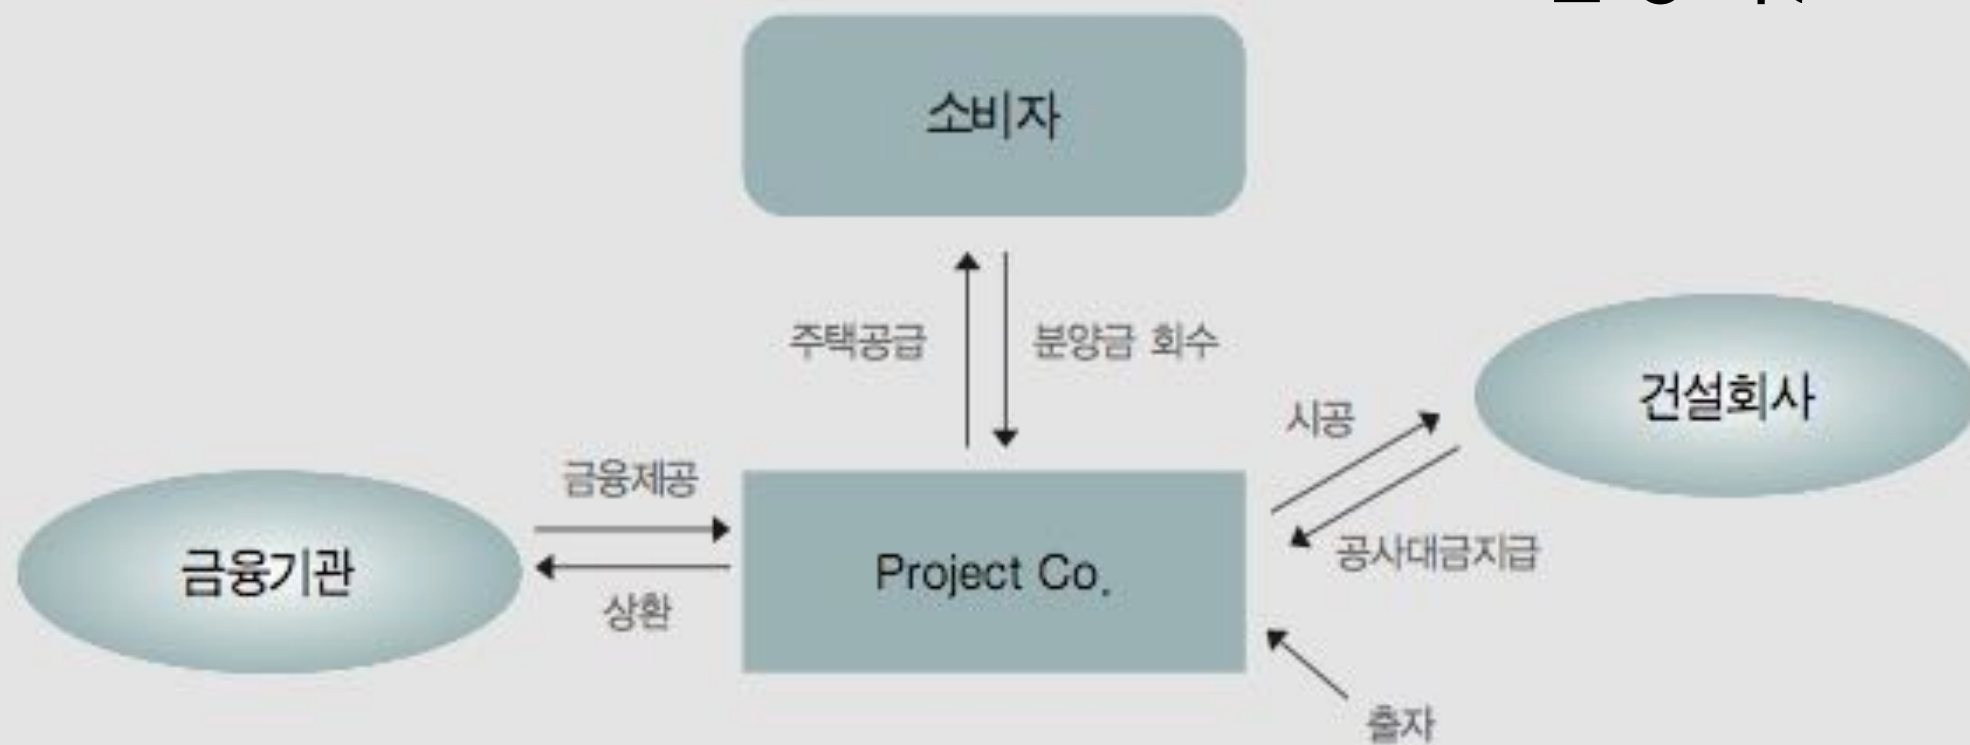 소비자
주택공급
분양금 회수
건설회사
시공
금융제공
공사대금지급
금융기관
Project Co.
상환
출자